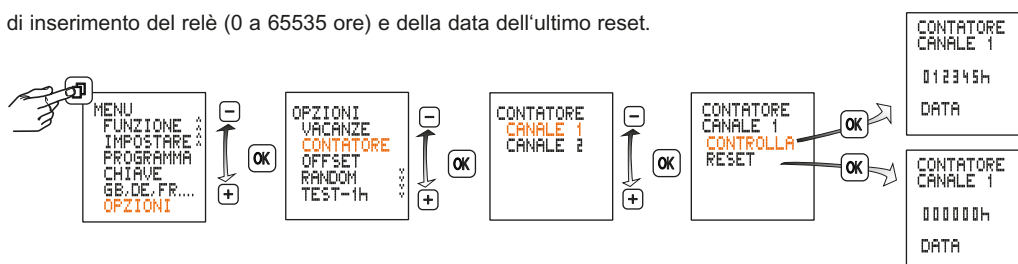 di inserimento del relè (0 a 65535 ore) e della data dell‘ultimo reset.
MENU
FUNZIONE
IMPOSTARE
PROGRAMMA
CHIAVE
GB,DE,FR....
OPZIONI
−
+
OK
OPZIONI
VACANZE
CONTATORE
OFFSET
RANDOM
TEST-1h
−
+
OK
CONTATORE
CANALE 1
CANALE 2
−
+
OK
CONTATORE
CANALE 1
CONTROLLA
RESET
OK
OK
CONTATORE
CANALE 1
012345h
DATA
CONTATORE
CANALE 1
000000h
DATA